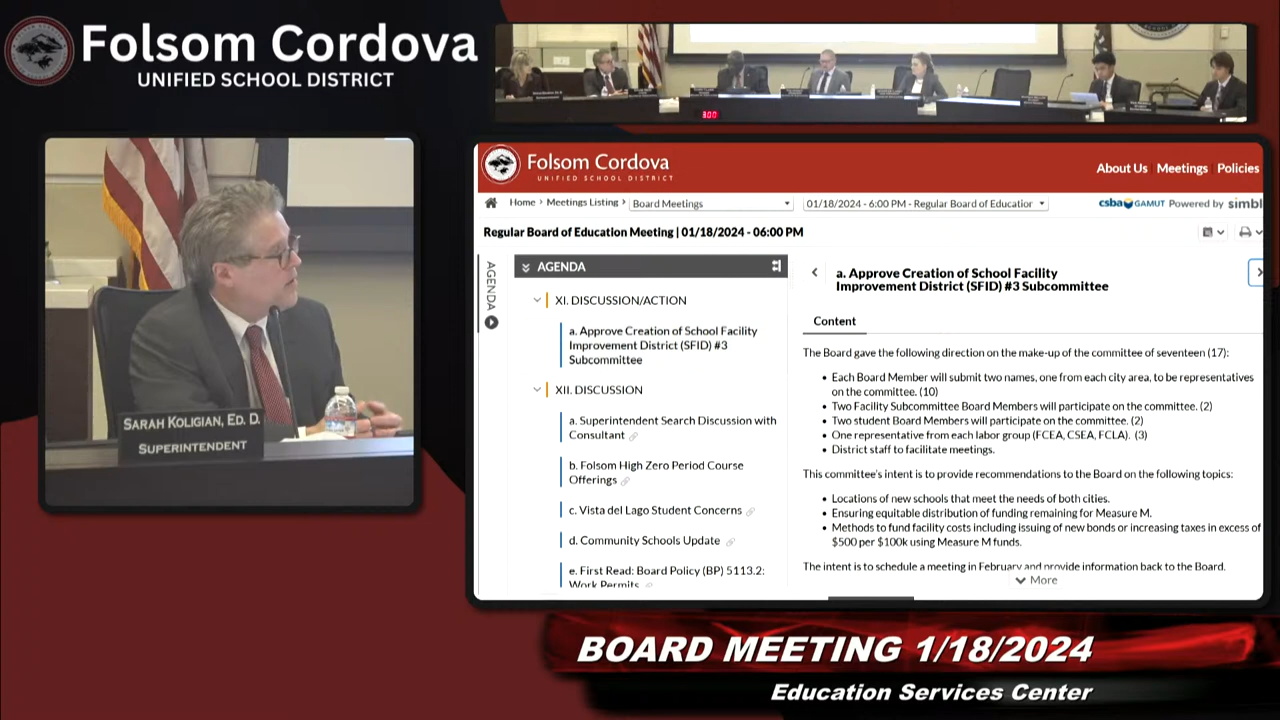 Folsom Cordova
UNIFIED SCHOOL DISTRICT
3:00
SARAH KOLIGIAN, ED. D.
SUPERINTENDENT
Folsom Cordova
UNIFIED SCHOOL DISTRICT
About Us Meetings Policies
Home > Meetings Listing > Board Meetings
01/18/2024 - 6:00 PM - Regular Board of Education
csba GAMUT Powered by simbl
Regular Board of Education Meeting | 01/18/2024 - 06:00 PM
AGENDA
AGENDA
XI. DISCUSSION/ACTION
a. Approve Creation of School Facility
Improvement District (SFID) #3
Subcommittee
XII. DISCUSSION
a. Superintendent Search Discussion with
Consultant
b. Folsom High Zero Period Course
Offerings
c. Vista del Lago Student Concerns
d. Community Schools Update
e. First Read: Board Policy (BP) 5113.2:
Work Permits
a. Approve Creation of School Facility
Improvement District (SFID) #3 Subcommittee
Content
The Board gave the following direction on the make-up of the committee of seventeen (17):
• Each Board Member will submit two names, one from each city area, to be representatives
on the committee. (10)
• Two Facility Subcommittee Board Members will participate on the committee. (2)
• Two student Board Members will participate on the committee. (2)
• One representative from each labor group (FCEA, CSEA, FCLA). (3)
• District staff to facilitate meetings.
This committee's intent is to provide recommendations to the Board on the following topics:
• Locations of new schools that meet the needs of both cities.
• Ensuring equitable distribution of funding remaining for Measure M.
• Methods to fund facility costs including issuing of new bonds or increasing taxes in excess of
$500 per $100k using Measure M funds.
The intent is to schedule a meeting in February and provide information back to the Board.
More
BOARD MEETING 1/18/2024
Education Services Center